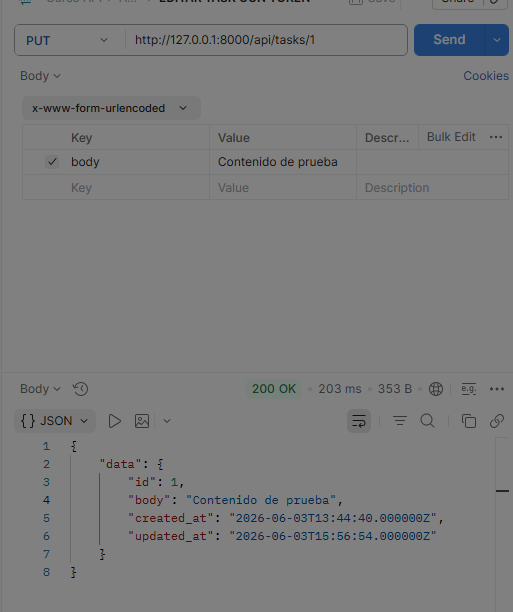 EDITAR TASK CON TOKEN
Save
Share
PUT http://127.0.0.1:8000/api/tasks/1 Send
Body Cookies
x-www-form-urlencoded
Key Value Descr... Bulk Edit
body Contenido de prueba
Key Value Description
Body 200 OK • 203 ms • 353 B e.g.
{} JSON
1 {
2 "data": {
3 "id": 1,
4 "body": "Contenido de prueba",
5 "created_at": "2026-06-03T13:44:40.000000Z",
6 "updated_at": "2026-06-03T15:56:54.000000Z"
7 }
8 }